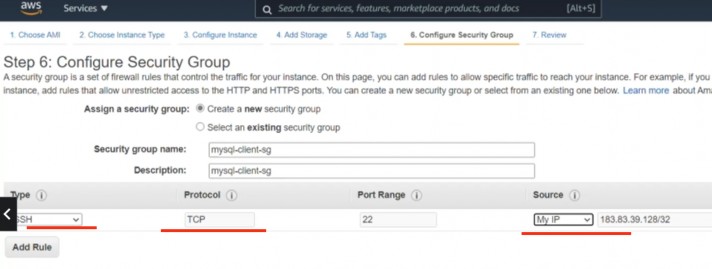 aws
Services
Search for services, features, marketplace products, and docs
[Alt+S]
1. Choose AMI 2. Choose Instance Type 3. Configure Instance 4. Add Storage 5. Add Tags 6. Configure Security Group 7. Review
Step 6: Configure Security Group
A security group is a set of firewall rules that control the traffic for your instance. On this page, you can add rules to allow specific traffic to reach your instance. For example, if you
instance, add rules that allow unrestricted access to the HTTP and HTTPS ports. You can create a new security group or select from an existing one below. Learn more about Ama
Assign a security group: Create a new security group
Select an existing security group
Security group name: mysql-client-sg
Description: mysql-client-sg
Type Protocol Port Range Source
SSH TCP 22 My IP 183.83.39.128/32
Add Rule